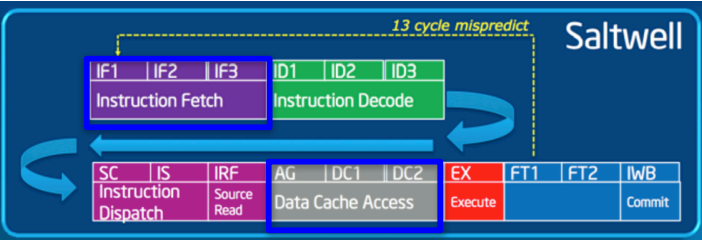 13 cycle mispredict
Saltwell
IF1 IF2 IF3 ID1 ID2 ID3
Instruction Fetch Instruction Decode
SC IS IRF AG DC1 DC2 EX FT1 FT2 IWB
Instruction Dispatch Source Read Data Cache Access Execute Commit